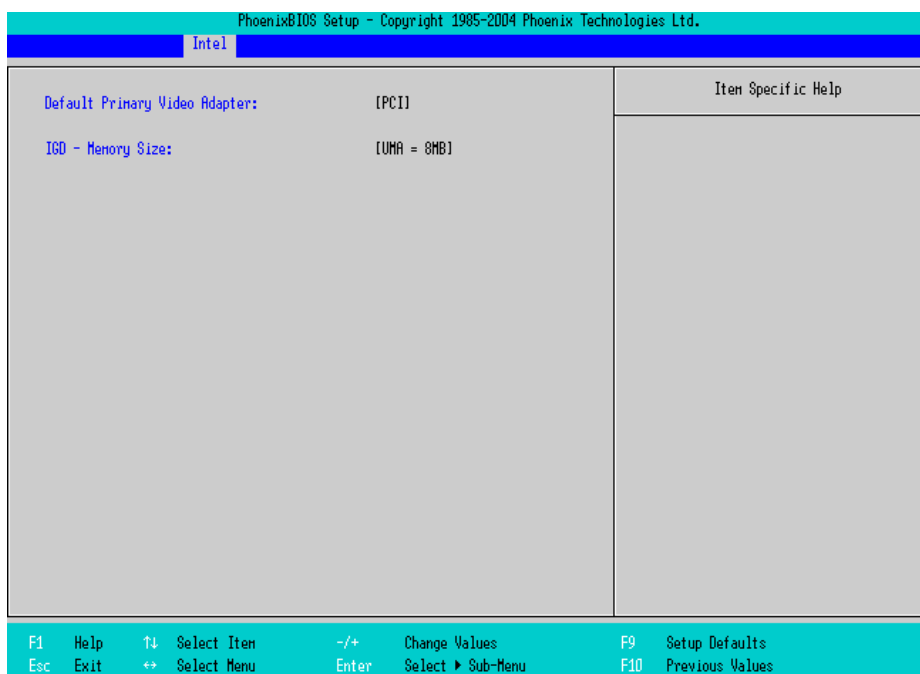 PhoenixBIOS Setup - Copyright 1985-2004 Phoenix Technologies Ltd.
Intel
Default Primary Video Adapter: [PCI]
IGD - Memory Size: [UMA = 8MB]
Item Specific Help
F1 Help ↑↓ Select Item -/+ Change Values F9 Setup Defaults
Esc Exit ↔ Select Menu Enter Select ▶ Sub-Menu F10 Previous Values